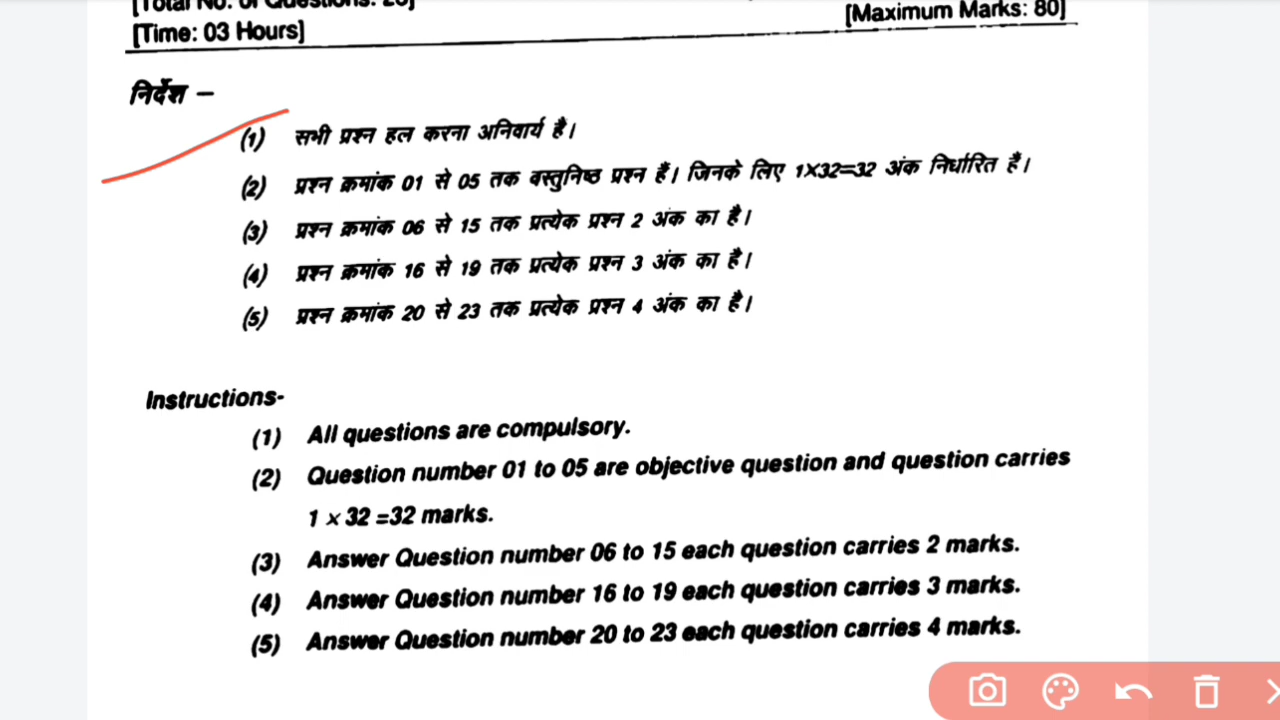 [Total No. of Questions: 23]
[Maximum Marks: 80]
[Time: 03 Hours]
निर्देश –
(1) सभी प्रश्न हल करना अनिवार्य है।
(2) प्रश्न क्रमांक 01 से 05 तक वस्तुनिष्ठ प्रश्न हैं। जिनके लिए 1×32=32 अंक निर्धारित हैं।
(3) प्रश्न क्रमांक 06 से 15 तक प्रत्येक प्रश्न 2 अंक का है।
(4) प्रश्न क्रमांक 16 से 19 तक प्रत्येक प्रश्न 3 अंक का है।
(5) प्रश्न क्रमांक 20 से 23 तक प्रत्येक प्रश्न 4 अंक का है।
Instructions-
(1) All questions are compulsory.
(2) Question number 01 to 05 are objective question and question carries
1 × 32 =32 marks.
(3) Answer Question number 06 to 15 each question carries 2 marks.
(4) Answer Question number 16 to 19 each question carries 3 marks.
(5) Answer Question number 20 to 23 each question carries 4 marks.